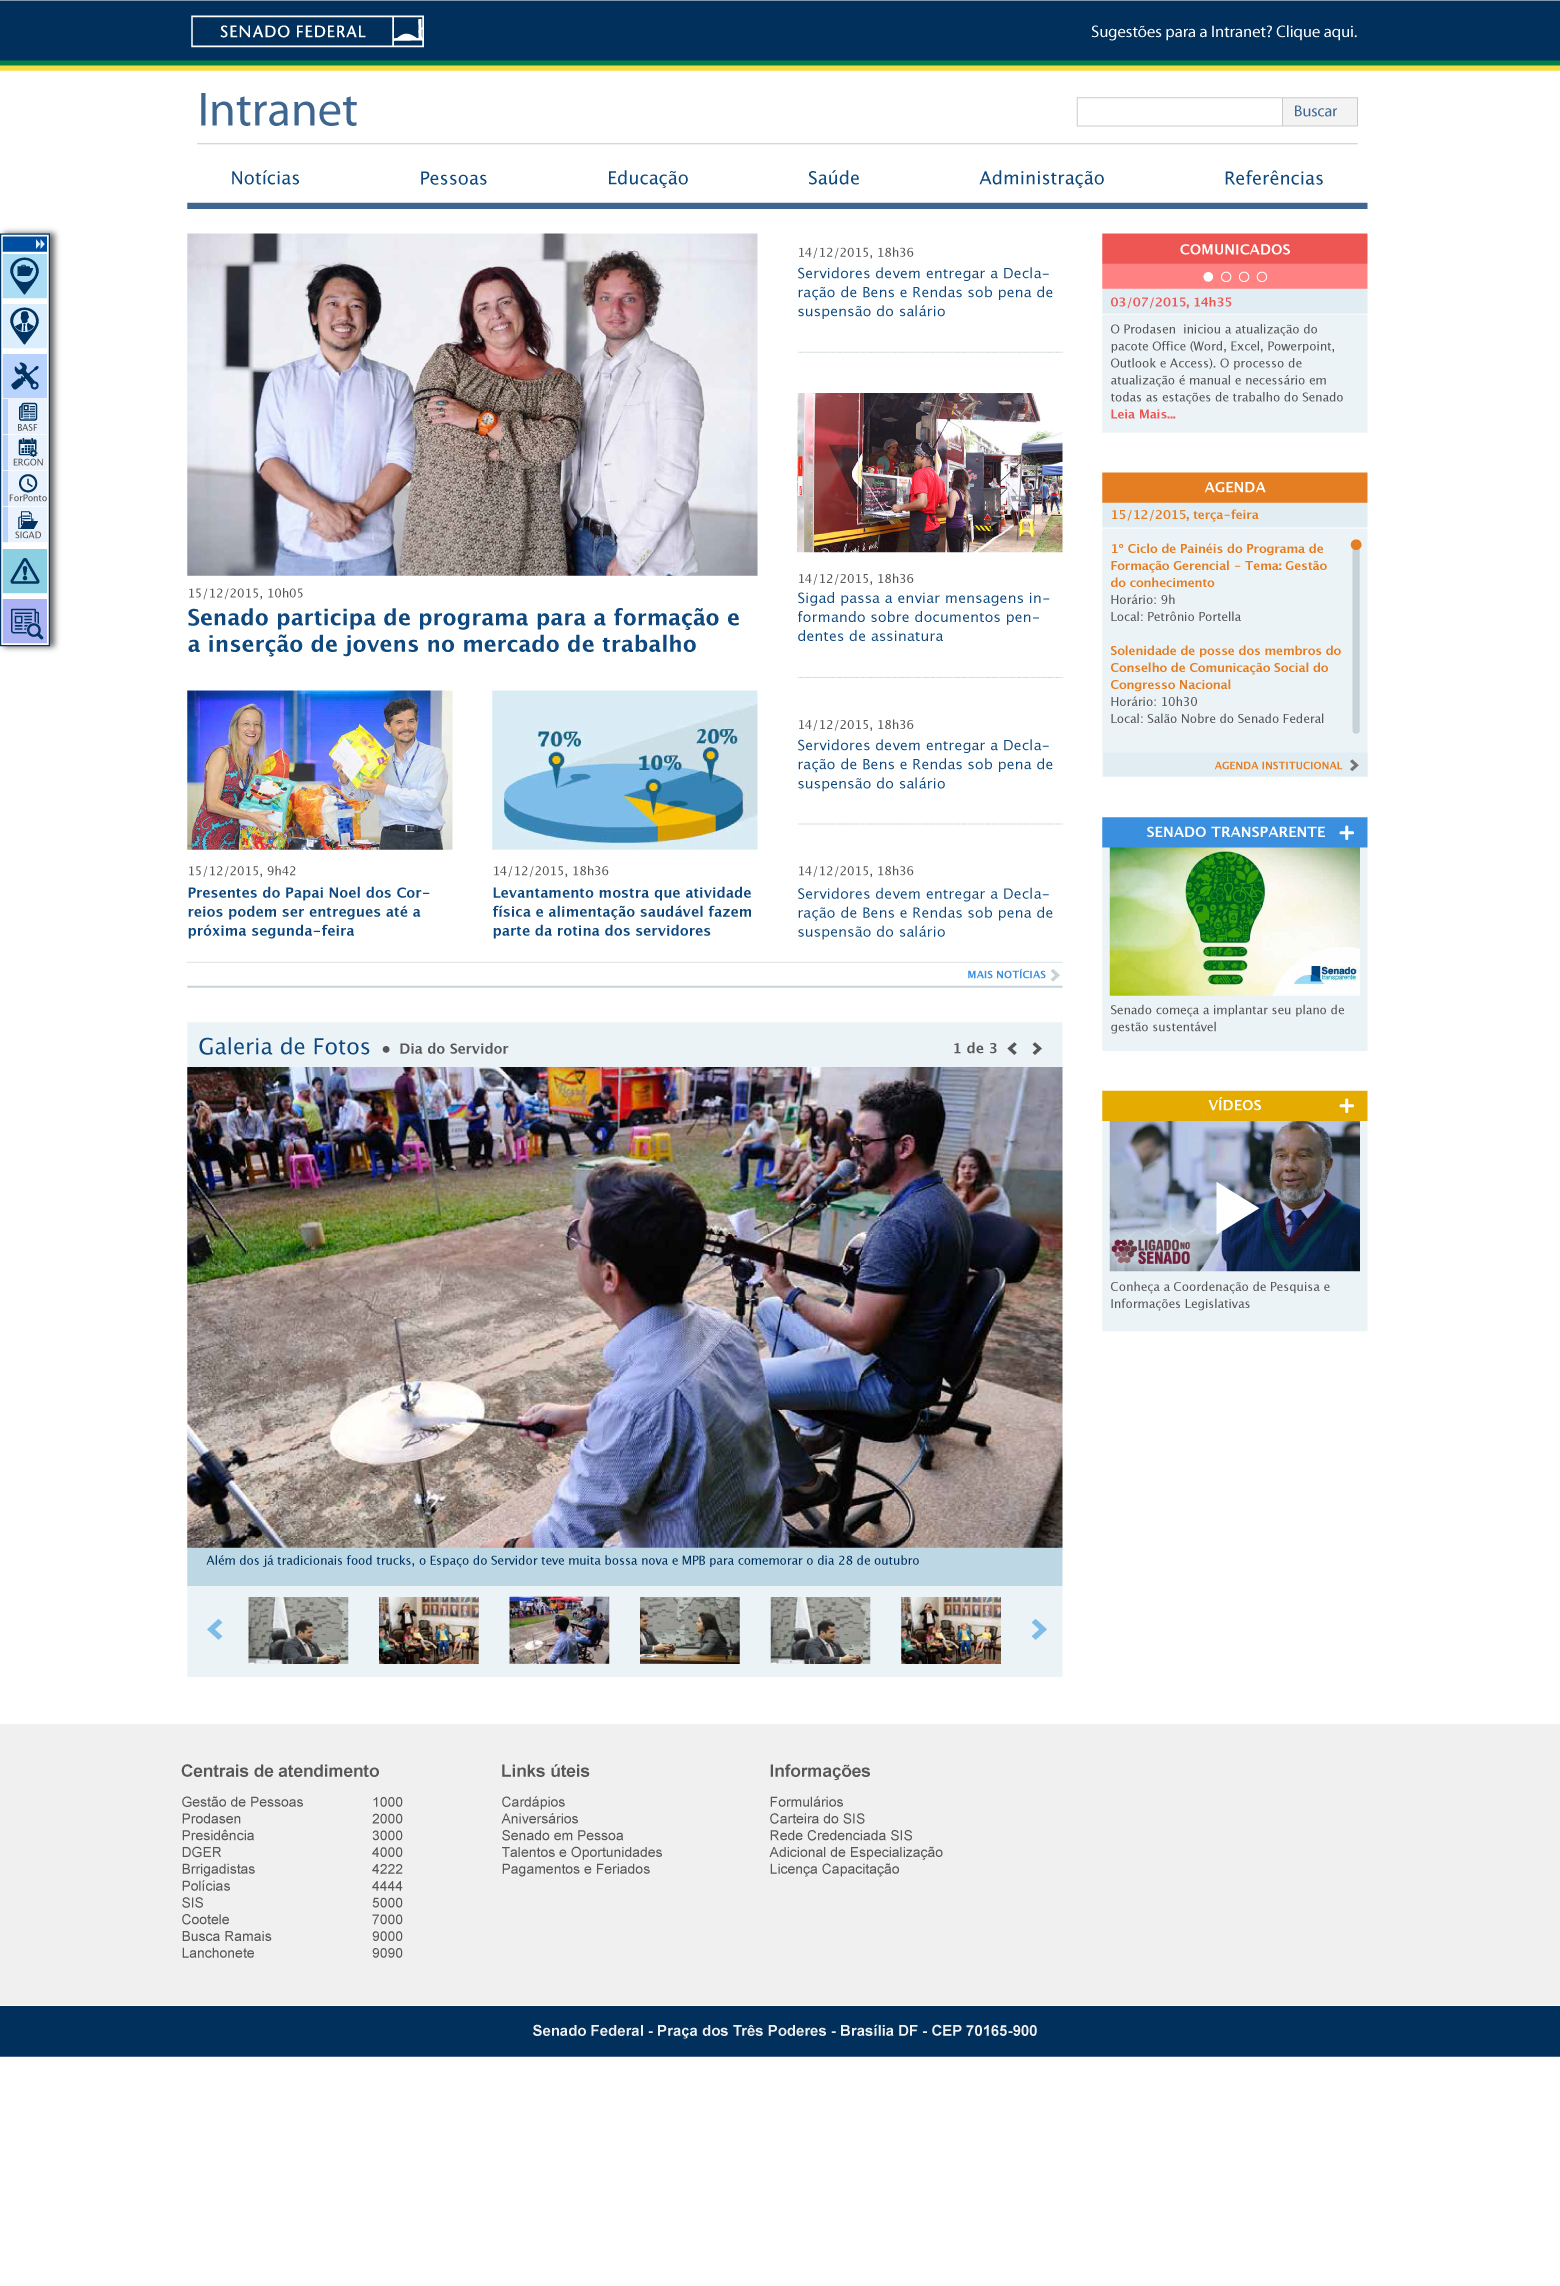 SENADO FEDERAL
Sugestões para a Intranet? Clique aqui.
Intranet
Buscar
Notícias
Pessoas
Educação
Saúde
Administração
Referências
BASF
ERGON
ForPonto
SIGAD
15/12/2015, 10h05
Senado participa de programa para a formação e
a inserção de jovens no mercado de trabalho
15/12/2015, 9h42
Presentes do Papai Noel dos Cor-
reios podem ser entregues até a
próxima segunda-feira
70%
10%
20%
14/12/2015, 18h36
Levantamento mostra que atividade
física e alimentação saudável fazem
parte da rotina dos servidores
14/12/2015, 18h36
Servidores devem entregar a Decla-
ração de Bens e Rendas sob pena de
suspensão do salário
14/12/2015, 18h36
Sigad passa a enviar mensagens in-
formando sobre documentos pen-
dentes de assinatura
14/12/2015, 18h36
Servidores devem entregar a Decla-
ração de Bens e Rendas sob pena de
suspensão do salário
14/12/2015, 18h36
Servidores devem entregar a Decla-
ração de Bens e Rendas sob pena de
suspensão do salário
MAIS NOTÍCIAS
COMUNICADOS
03/07/2015, 14h35
O Prodasen iniciou a atualização do
pacote Office (Word, Excel, Powerpoint,
Outlook e Access). O processo de
atualização é manual e necessário em
todas as estações de trabalho do Senado
Leia Mais...
AGENDA
15/12/2015, terça-feira
1º Ciclo de Painéis do Programa de
Formação Gerencial - Tema: Gestão
do conhecimento
Horário: 9h
Local: Petrônio Portella
Solenidade de posse dos membros do
Conselho de Comunicação Social do
Congresso Nacional
Horário: 10h30
Local: Salão Nobre do Senado Federal
AGENDA INSTITUCIONAL
SENADO TRANSPARENTE
Senado
transparente
Senado começa a implantar seu plano de
gestão sustentável
VÍDEOS
LIGADO NO
SENADO
Conheça a Coordenação de Pesquisa e
Informações Legislativas
Galeria de Fotos • Dia do Servidor
1 de 3
Além dos já tradicionais food trucks, o Espaço do Servidor teve muita bossa nova e MPB para comemorar o dia 28 de outubro
Centrais de atendimento
Gestão de Pessoas 1000
Prodasen 2000
Presidência 3000
DGER 4000
Brrigadistas 4222
Polícias 4444
SIS 5000
Cootele 7000
Busca Ramais 9000
Lanchonete 9090
Links úteis
Cardápios
Aniversários
Senado em Pessoa
Talentos e Oportunidades
Pagamentos e Feriados
Informações
Formulários
Carteira do SIS
Rede Credenciada SIS
Adicional de Especialização
Licença Capacitação
Senado Federal - Praça dos Três Poderes - Brasília DF - CEP 70165-900